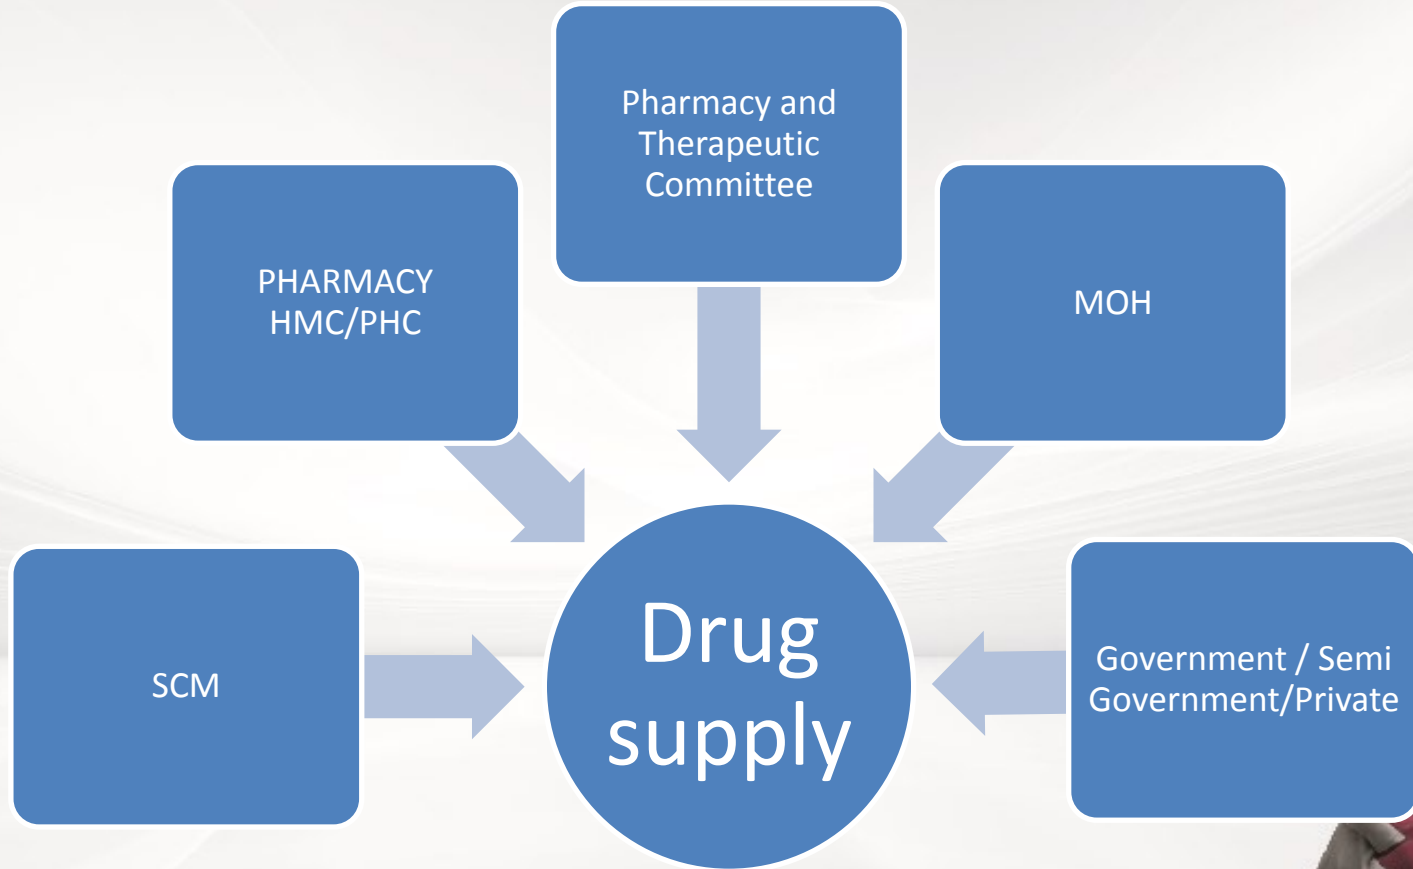 Pharmacy and
Therapeutic
Committee
PHARMACY
HMC/PHC
MOH
SCM
Drug
supply
Government / Semi
Government/Private